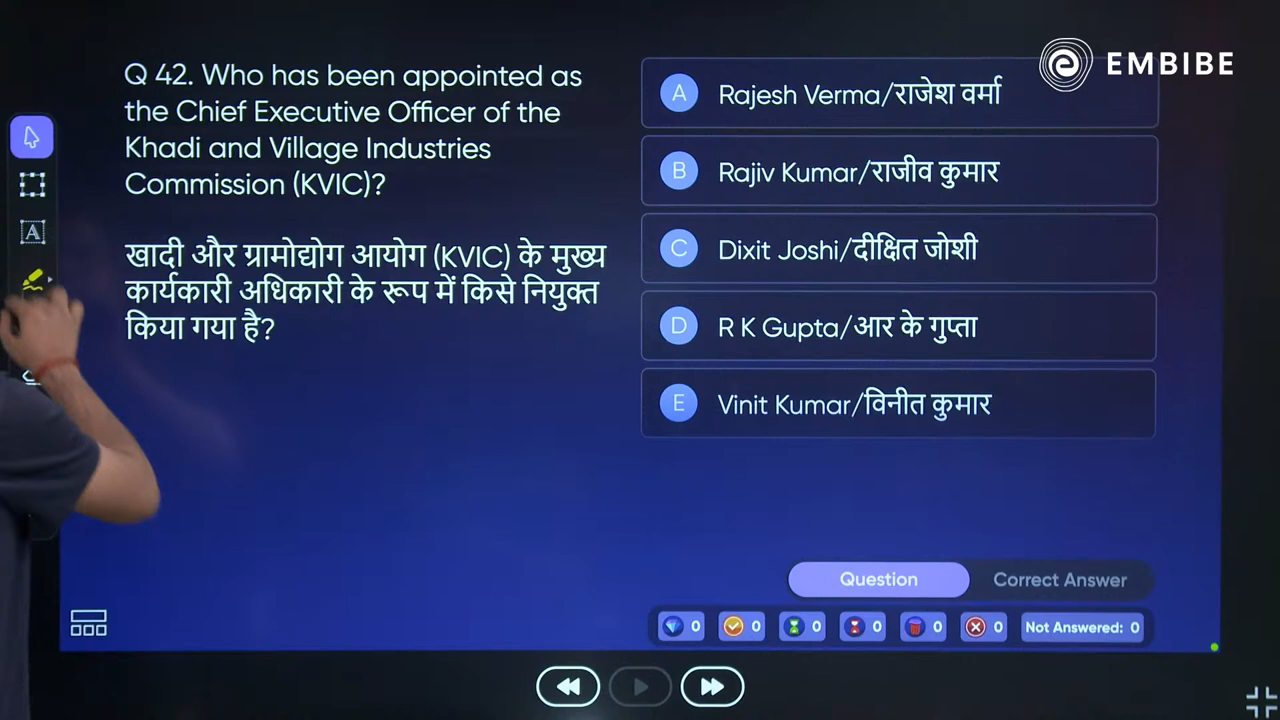 EMBIBE
Q 42. Who has been appointed as
the Chief Executive Officer of the
Khadi and Village Industries
Commission (KVIC)?
खादी और ग्रामोद्योग आयोग (KVIC) के मुख्य
कार्यकारी अधिकारी के रूप में किसे नियुक्त
किया गया है?
A Rajesh Verma/राजेश वर्मा
B Rajiv Kumar/राजीव कुमार
C Dixit Joshi/दीक्षित जोशी
D R K Gupta/आर के गुप्ता
E Vinit Kumar/विनीत कुमार
Question Correct Answer
0 0 0 0 0 0 Not Answered: 0
A